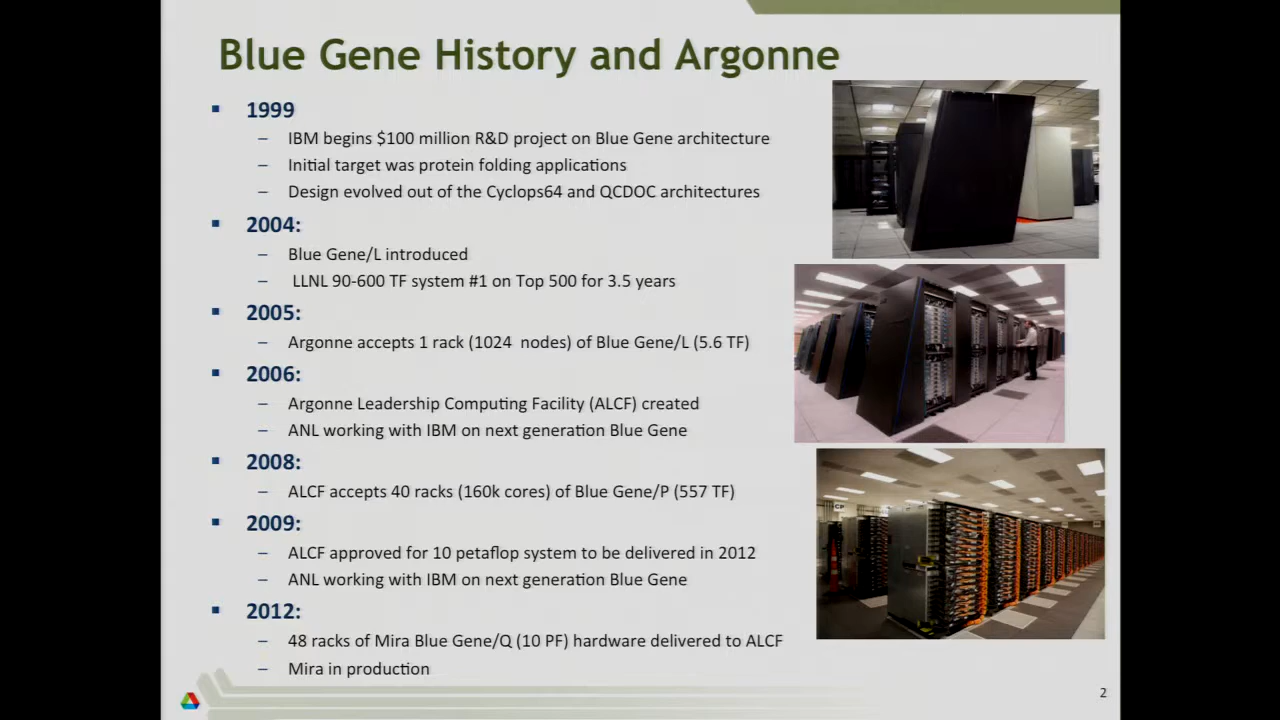 Blue Gene History and Argonne
▪ 1999
– IBM begins $100 million R&D project on Blue Gene architecture
– Initial target was protein folding applications
– Design evolved out of the Cyclops64 and QCDOC architectures
▪ 2004:
– Blue Gene/L introduced
– LLNL 90-600 TF system #1 on Top 500 for 3.5 years
▪ 2005:
– Argonne accepts 1 rack (1024 nodes) of Blue Gene/L (5.6 TF)
▪ 2006:
– Argonne Leadership Computing Facility (ALCF) created
– ANL working with IBM on next generation Blue Gene
▪ 2008:
– ALCF accepts 40 racks (160k cores) of Blue Gene/P (557 TF)
▪ 2009:
– ALCF approved for 10 petaflop system to be delivered in 2012
– ANL working with IBM on next generation Blue Gene
▪ 2012:
– 48 racks of Mira Blue Gene/Q (10 PF) hardware delivered to ALCF
– Mira in production
2